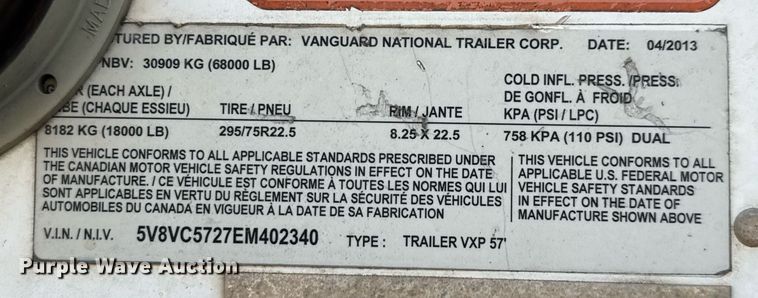 MAL
TURED BY/FABRIQUÉ PAR: VANGUARD NATIONAL TRAILER CORP. DATE: 04/2013
NBV: 30909 KG (68000 LB)
(EACH AXLE) /
(CHAQUE ESSIEU) TIRE/PNEU RIM / JANTE
COLD INFL. PRESS./PRESS.
DE GONFL. À FROID
KPA (PSI / LPC)
8182 KG (18000 LB) 295/75R22.5 8.25 X 22.5 758 KPA (110 PSI) DUAL
THIS VEHICLE CONFORMS TO ALL APPLICABLE STANDARDS PRESCRIBED UNDER
THE CANADIAN MOTOR VEHICLE SAFETY REGULATIONS IN EFFECT ON THE DATE
OF MANUFACTURE. / CE VÉHICULE EST CONFORME À TOUTES LES NORMES QUI LUI
SONT APPLICABLES EN VERTU DU RÈGLEMENT SUR LA SÉCURITÉ DES VÉHICULES
AUTOMOBILES DU CANADA EN VIGUEUR À LA DATE DE SA FABRICATION
THIS VEHICLE CONFORMS TO ALL
APPLICABLE U.S. FEDERAL MOTOR
VEHICLE SAFETY STANDARDS
IN EFFECT ON THE DATE OF
MANUFACTURE SHOWN ABOVE
V.I.N. / N.I.V. 5V8VC5727EM402340 TYPE : TRAILER VXP 57'
Purple Wave Auction